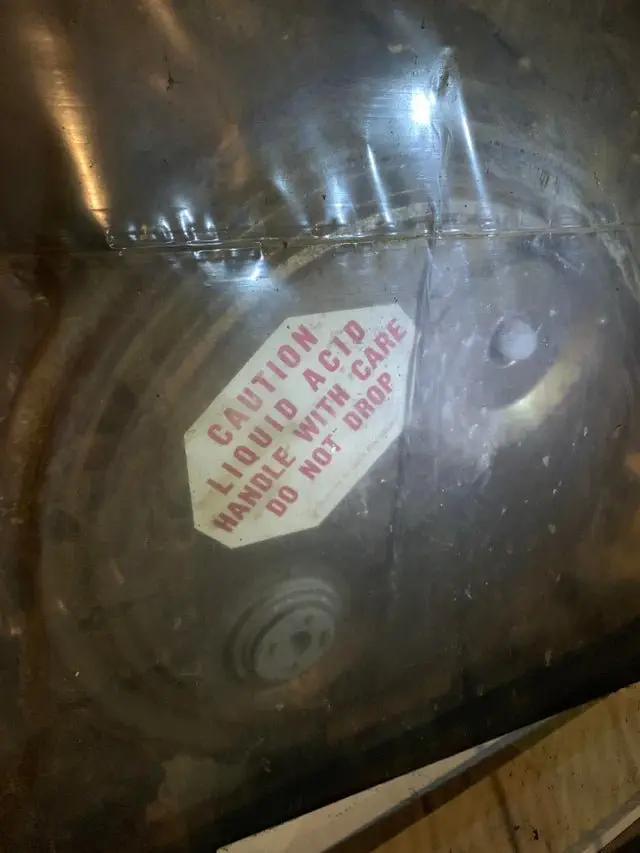 CAUTION
LIQUID ACID
HANDLE WITH CARE
DO NOT DROP